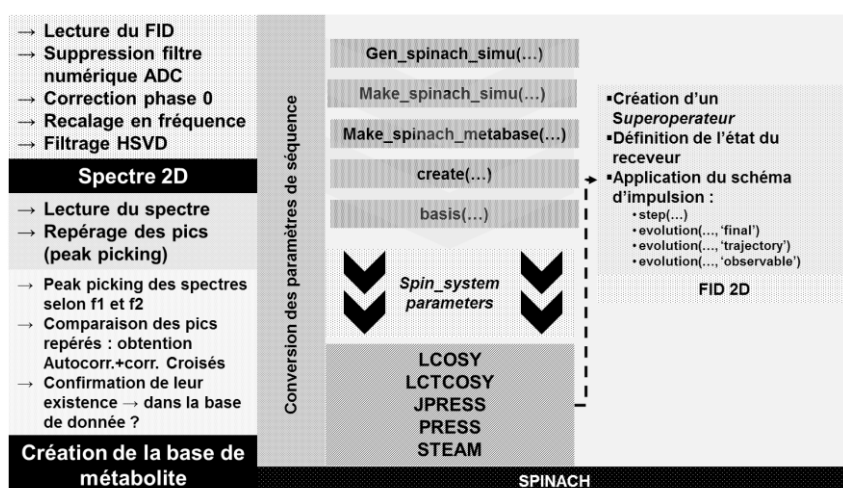 → Lecture du FID
→ Suppression filtre
numérique ADC
→ Correction phase 0
→ Recalage en fréquence
→ Filtrage HSVD
Spectre 2D
→ Lecture du spectre
→ Repérage des pics
(peak picking)
→ Peak picking des spectres
selon f1 et f2
→ Comparaison des pics
repérés : obtention
Autocorr.+corr. Croisés
→ Confirmation de leur
existence → dans la base
de donnée ?
Création de la base de
métabolite
Conversion des paramètres de séquence
Gen_spinach_simu(…)
Make_spinach_simu(…)
Make_spinach_metabase(…)
create(…)
basis(…)
Spin_system
parameters
LCOSY
LCTCOSY
JPRESS
PRESS
STEAM
▪Création d’un
Superoperateur
▪Définition de l’état du
receveur
▪Application du schéma
d’impulsion :
• step(…)
• evolution(…, ‘final’)
• evolution(…, ‘trajectory’)
• evolution(…, ‘observable’)
FID 2D
SPINACH